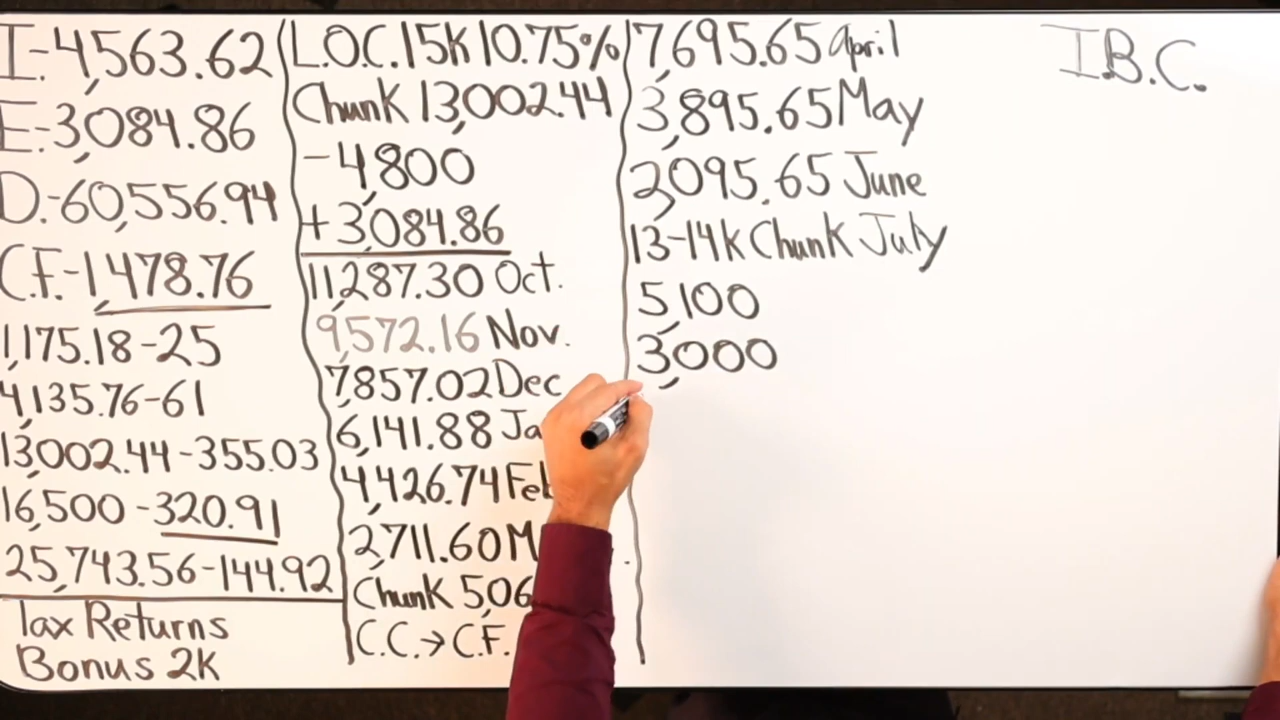 I.-4,563.62
E.-3,084.86
D.-60,556.94
C.F.-1,478.76
1,175.18-25
4,135.76-61
13,002.44-355.03
16,500-320.91
25,743.56-144.92
Tax Returns
Bonus 2K
L.O.C. 15K 10.75%
Chunk 13,002.44
-4,800
+3,084.86
11,287.30 Oct.
9,572.16 Nov.
7,857.02 Dec
6,141.88
4,426.74
2,711.60
Chunk
C.C.→C.F.
7,695.65 April
3,895.65 May
2,095.65 June
13-14K Chunk July
5,100
3,000
I.B.C.